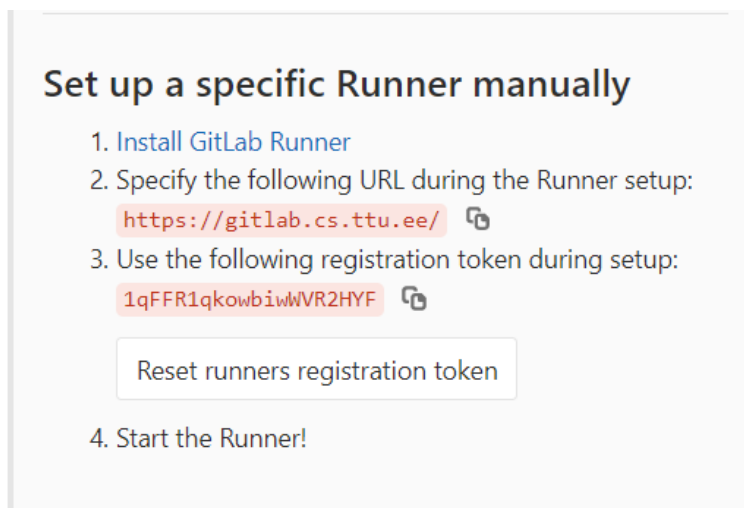 Set up a specific Runner manually
1. Install GitLab Runner
2. Specify the following URL during the Runner setup:
https://gitlab.cs.ttu.ee/
3. Use the following registration token during setup:
1qFFR1qkowbiwWVR2HYF
Reset runners registration token
4. Start the Runner!